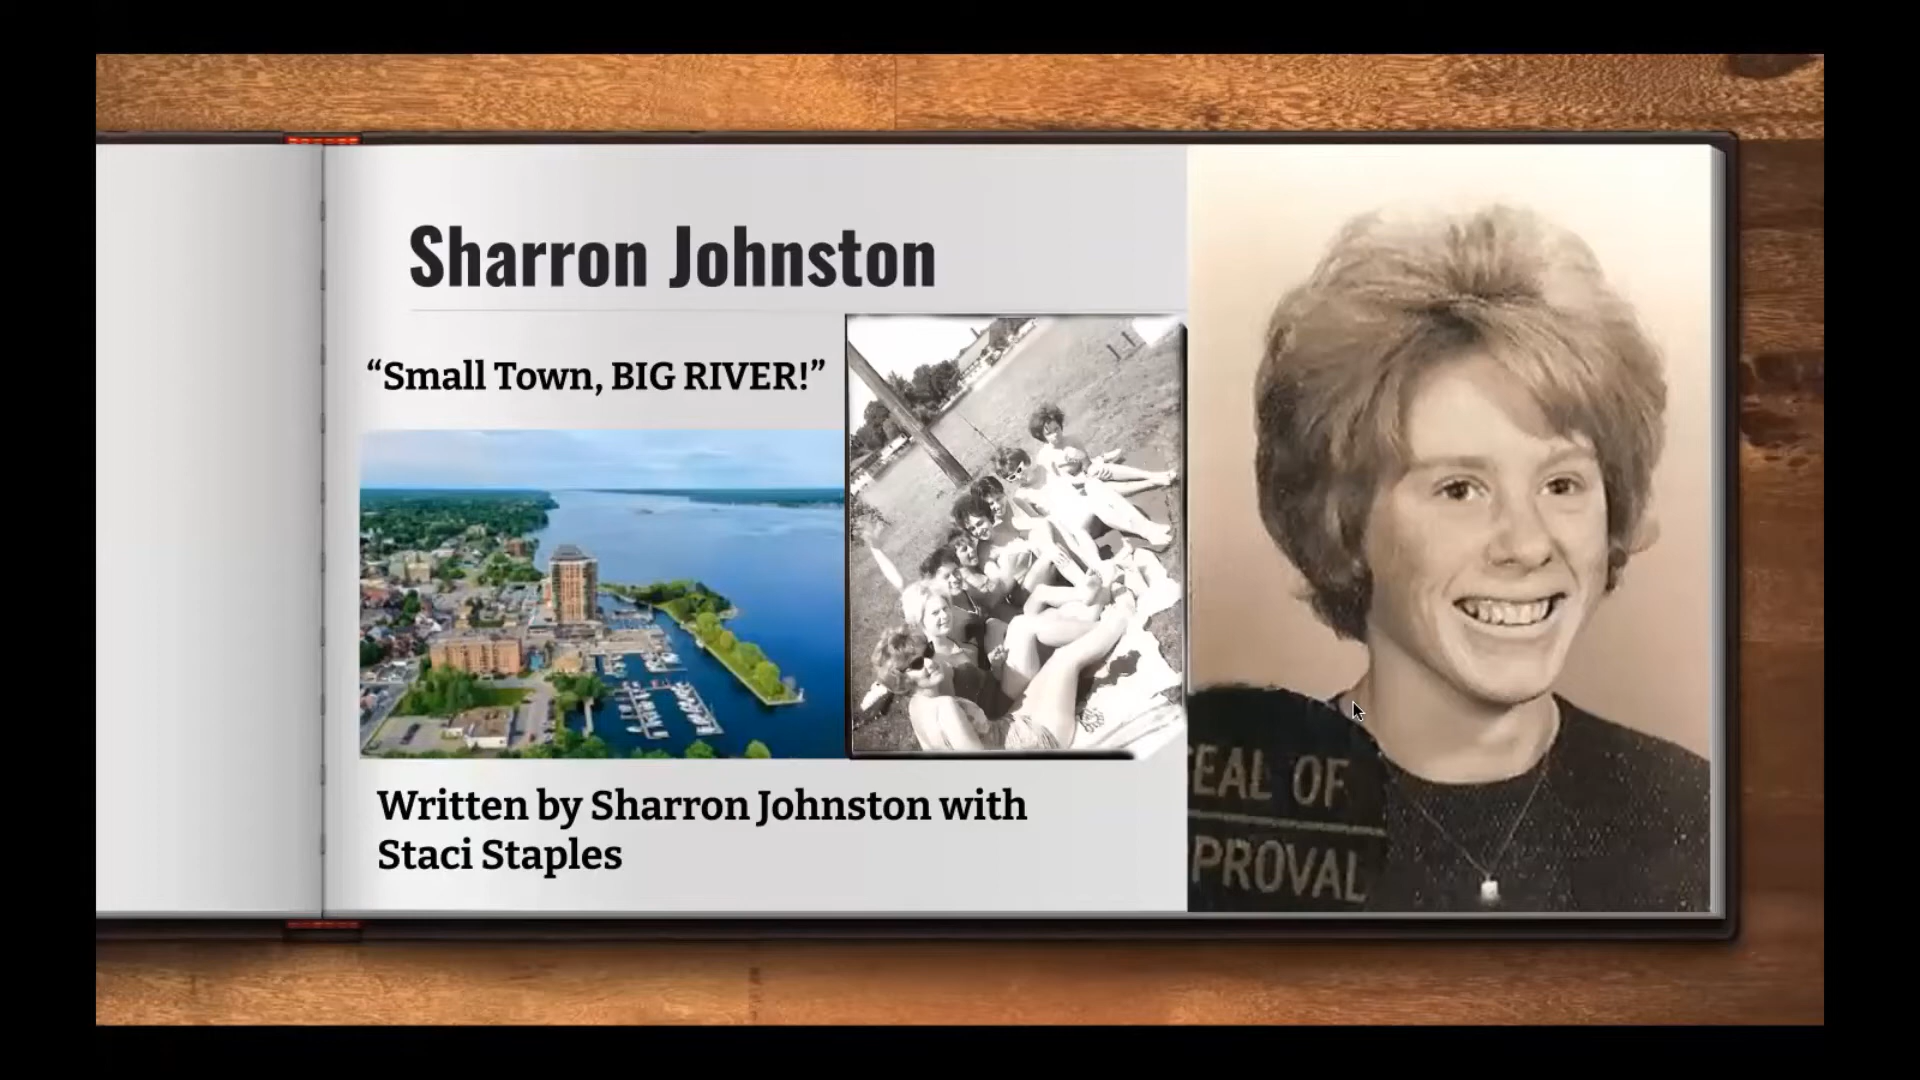 Sharron Johnston
“Small Town, BIG RIVER!”
Written by Sharron Johnston with
Staci Staples
EAL OF
PROVAL